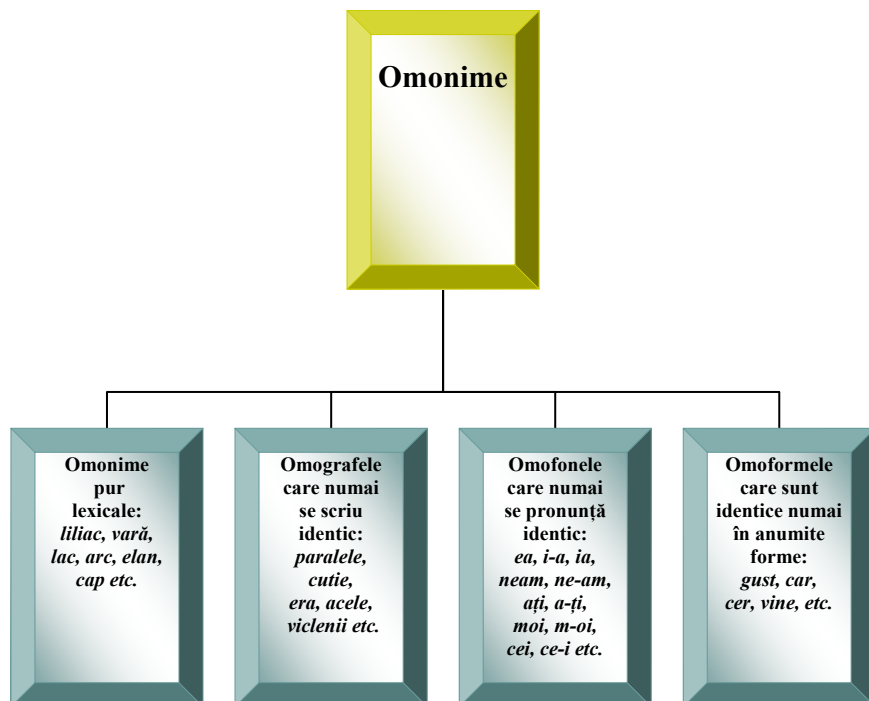 Omonime
Omonime
pur
lexicale:
liliac, vară,
lac, arc, elan,
cap etc.
Omografele
care numai
se scriu
identic:
paralele,
cutie,
era, acele,
viclenii etc.
Omofonele
care numai
se pronunță
identic:
ea, i-a, ia,
neam, ne-am,
ați, a-ți,
moi, m-oi,
cei, ce-i etc.
Omoformele
care sunt
identice numai
în anumite
forme:
gust, car,
cer, vine, etc.